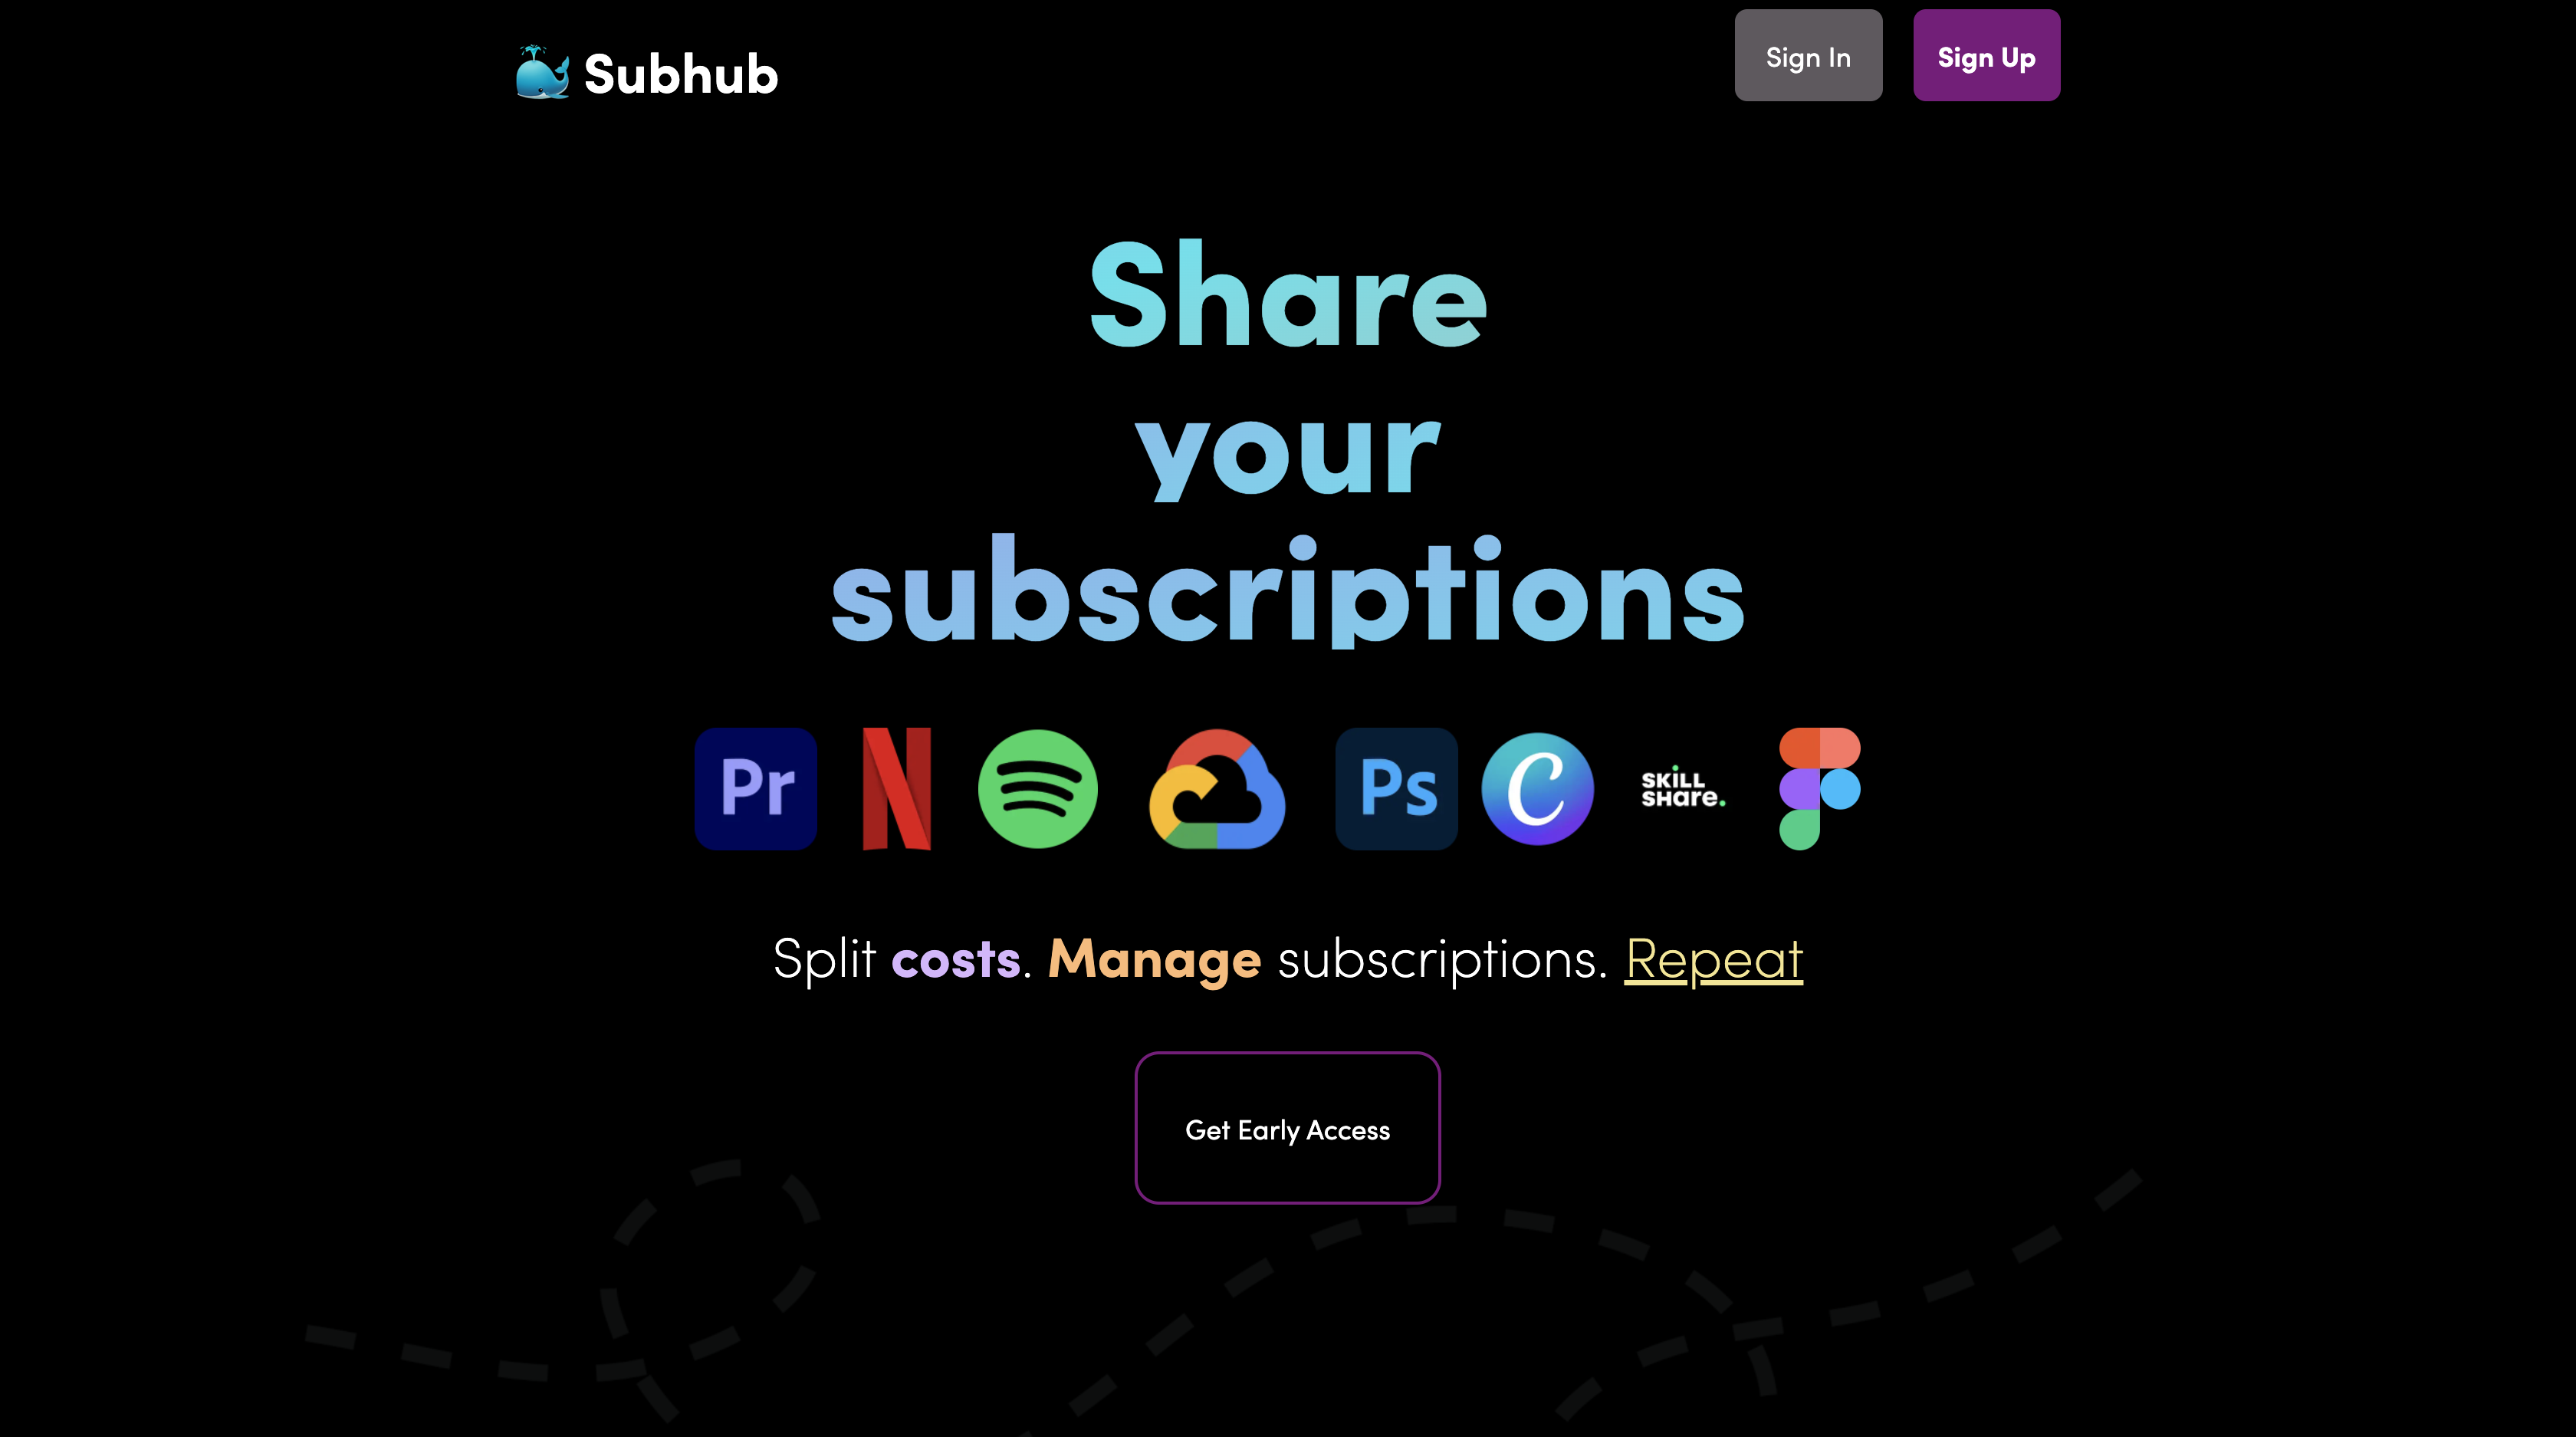 Subhub
Sign In
Sign Up
Share
your
subscriptions
Pr
N
Ps
C
SKILL
SHare.
Split costs. Manage subscriptions. Repeat
Get Early Access